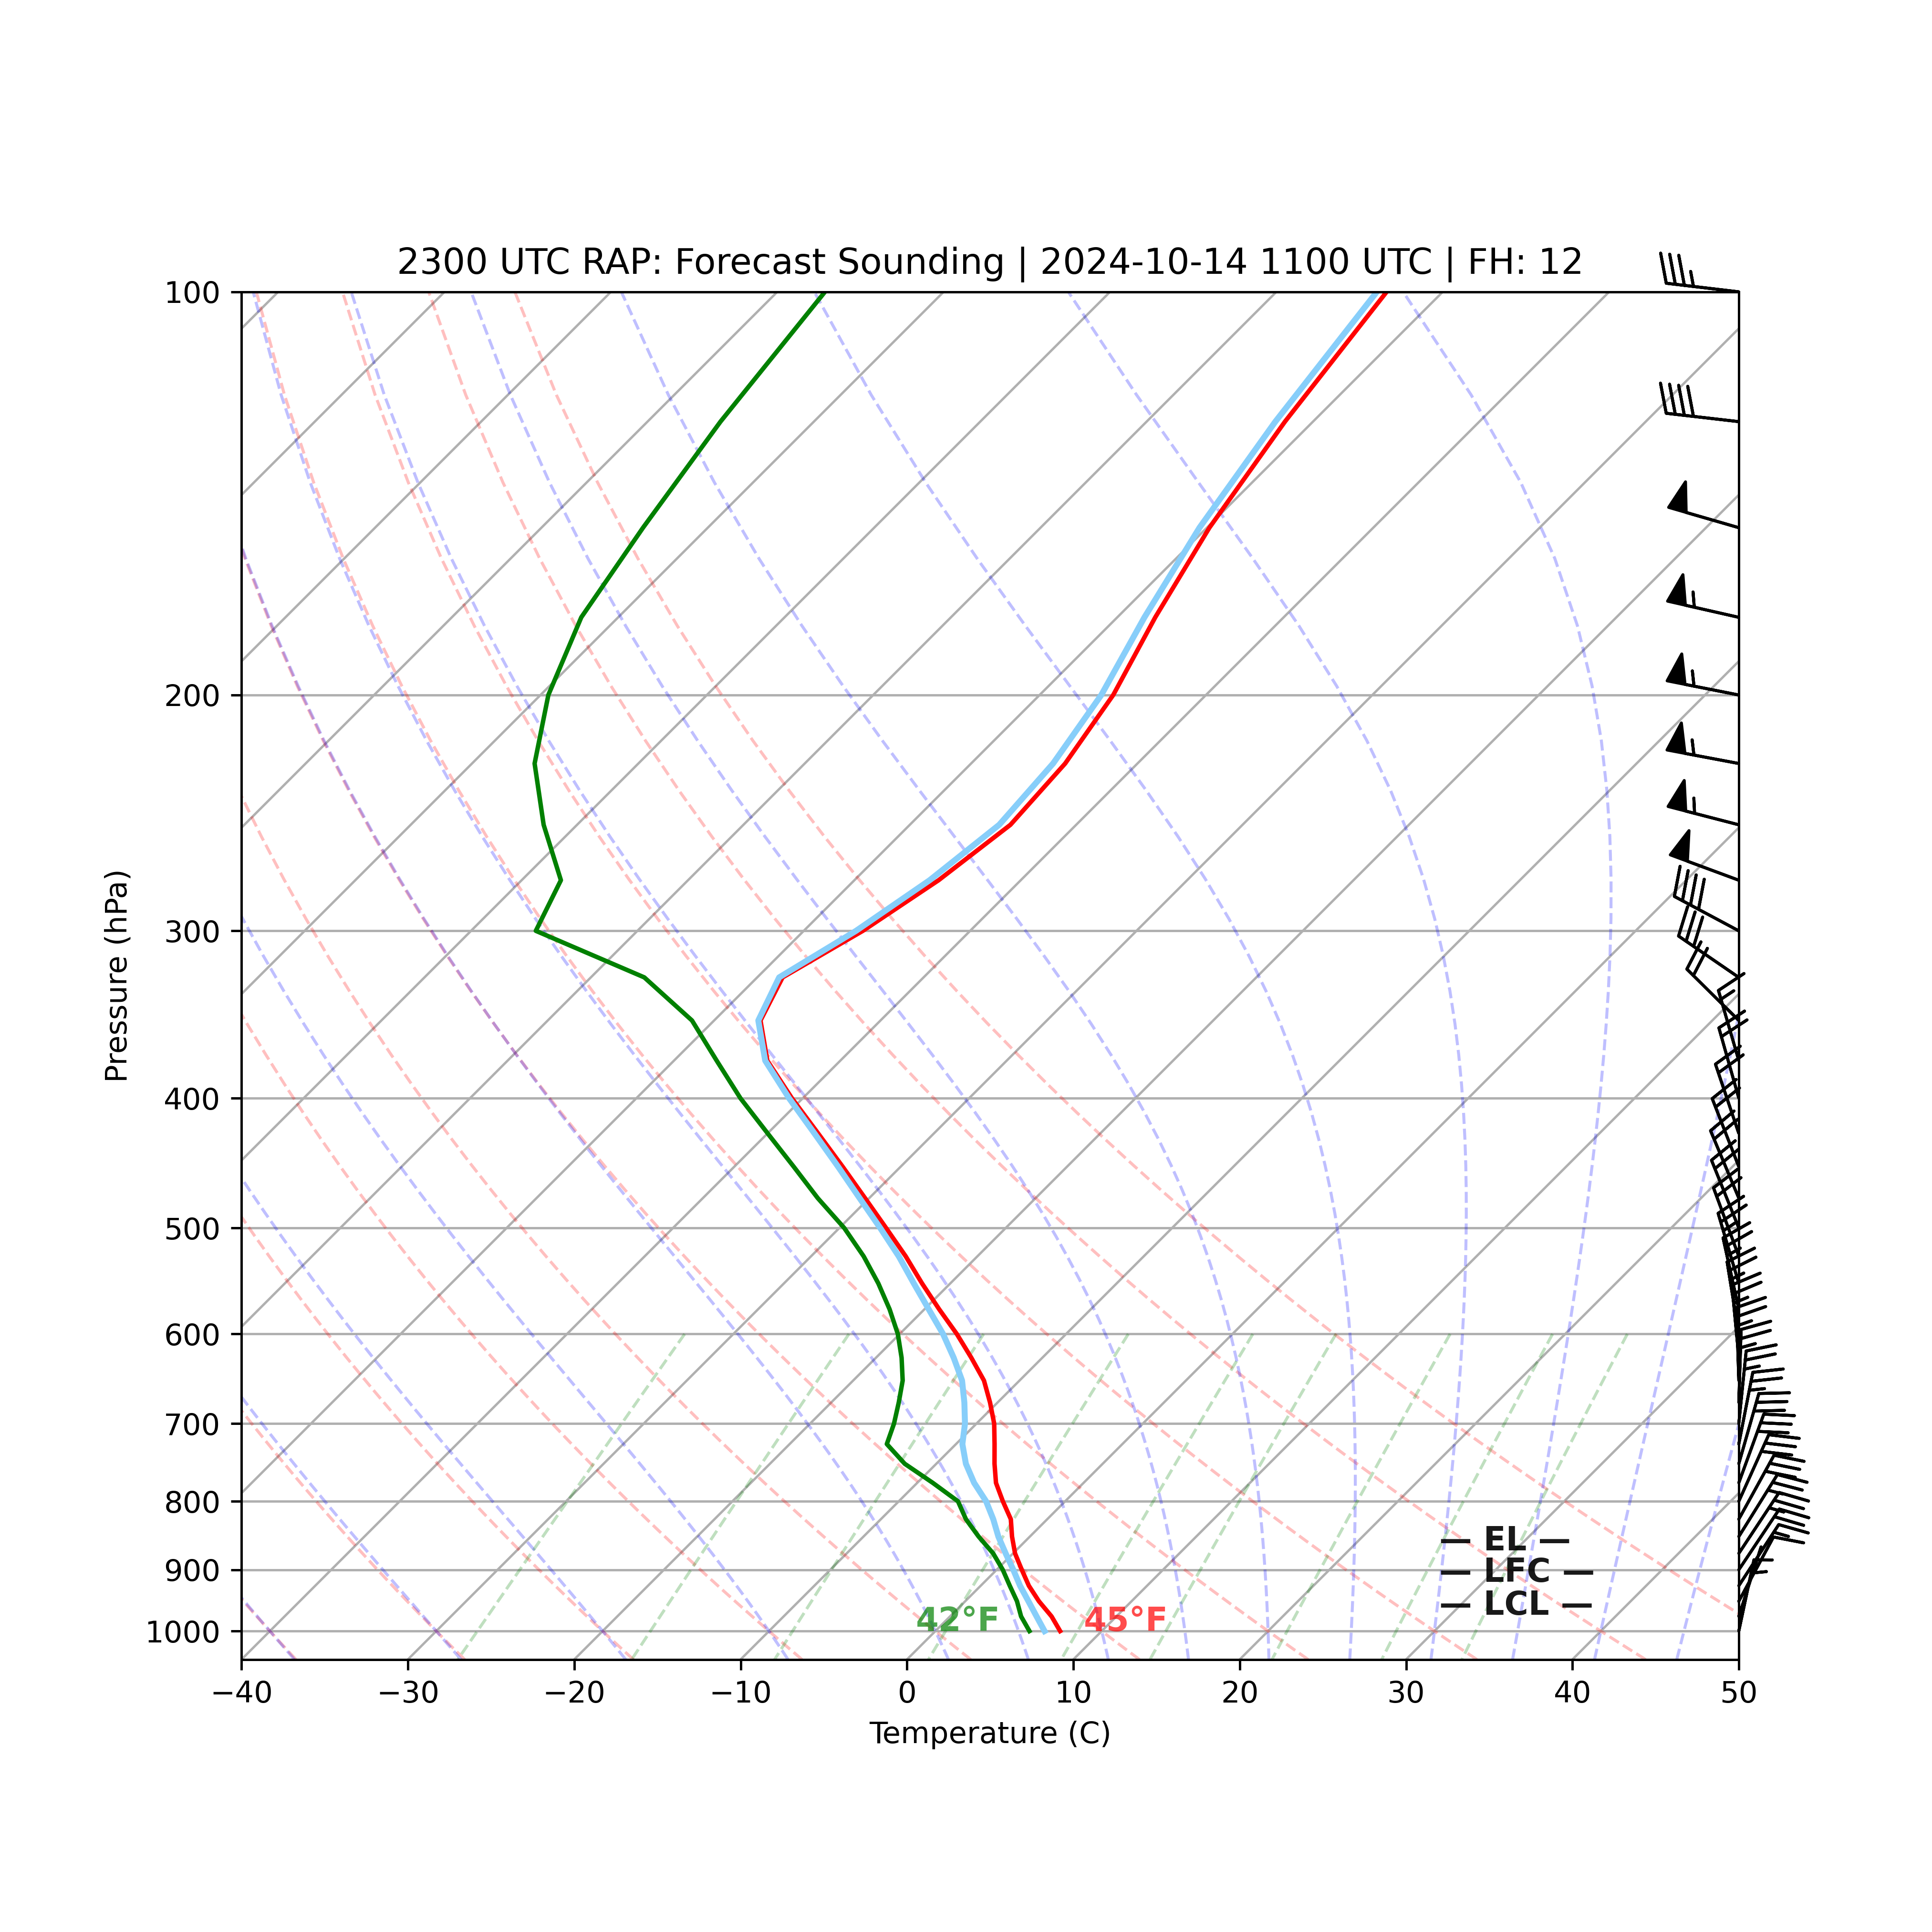 2300 UTC RAP: Forecast Sounding | 2024-10-14 1100 UTC | FH: 12
100
200
300
400
500
600
700
800
900
1000
Pressure (hPa)
— EL —
— LFC —
— LCL —
42°F
45°F
−40 −30 −20 −10 0 10 20 30 40 50
Temperature (C)